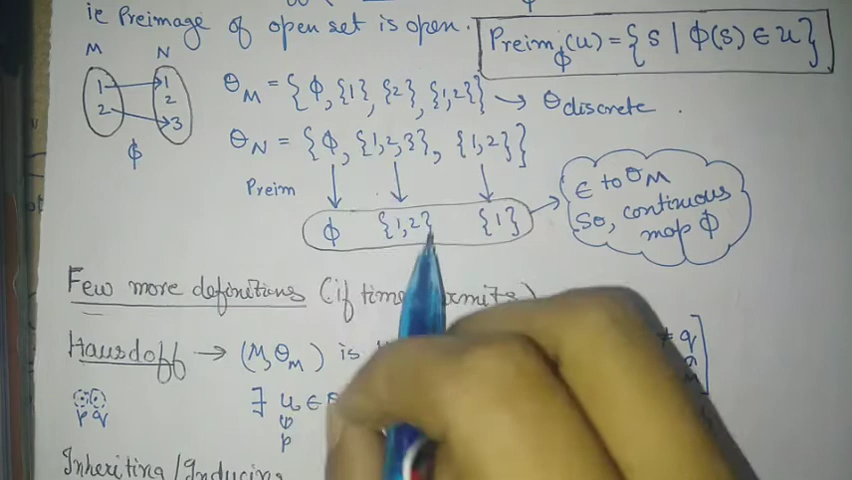 ie Preimage of open set is open.
Preim_ϕ(u) = {s | ϕ(s) ∈ u}
M N
1 1
2 2
3
ϕ
θ_M = {ϕ, {1}, {2}, {1,2}} → θ discrete.
θ_N = {ϕ, {1,2,3}, {1,2}}
Preim
ϕ {1,2} {1}
∈ to θ_M
So, continuous
map ϕ
Few more definitions (if time
Hausdoff → (M, θ_M) is
≠ q
p q
∃ u ∈
p
Inheriting/Inducing